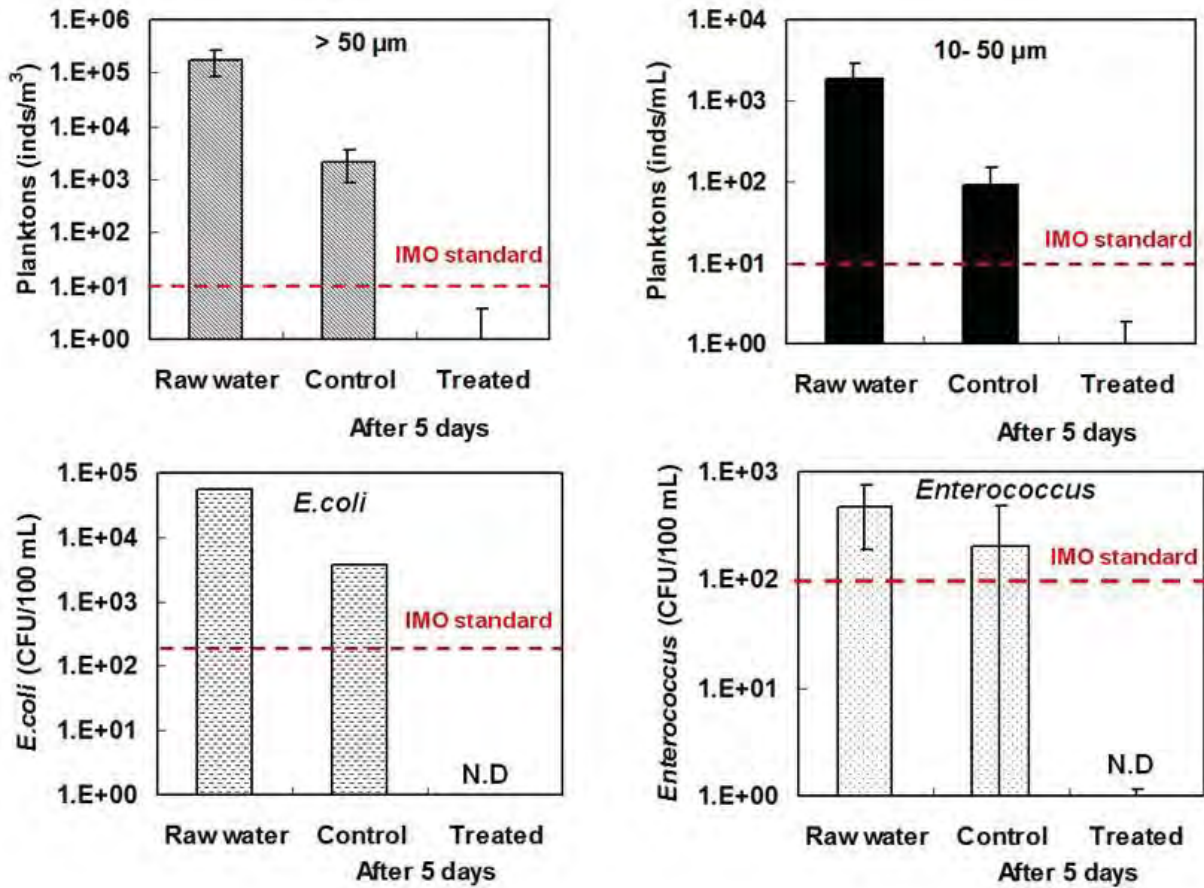 > 50 µm
Planktons (inds/m³)
1.E+06
1.E+05
1.E+04
1.E+03
1.E+02
1.E+01
1.E+00
IMO standard
Raw water Control Treated
After 5 days
10- 50 µm
Planktons (inds/mL)
1.E+04
1.E+03
1.E+02
1.E+01
1.E+00
IMO standard
Raw water Control Treated
After 5 days
E.coli
E.coli (CFU/100 mL)
1.E+05
1.E+04
1.E+03
1.E+02
1.E+01
1.E+00
IMO standard
N.D
Raw water Control Treated
After 5 days
Enterococcus
Enterococcus (CFU/100 mL)
1.E+03
1.E+02
1.E+01
1.E+00
IMO standard
N.D
Raw water Control Treated
After 5 days